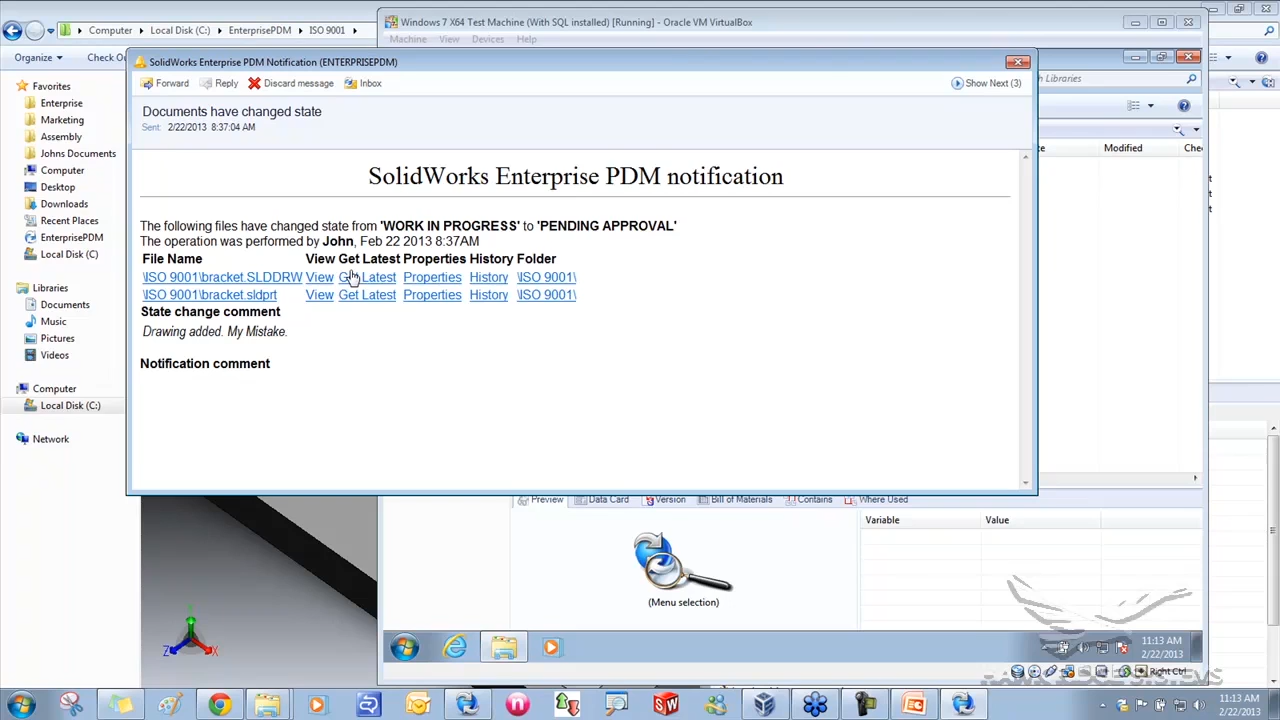 Computer Local Disk (C:) EnterprisePDM ISO 9001
Windows 7 X64 Test Machine (With SQL installed) [Running] - Oracle VM VirtualBox
Machine View Devices Help
Organize
SolidWorks Enterprise PDM Notification (ENTERPRISEPDM)
Forward Reply Discard message Inbox Show Next (3)
Libraries
Documents have changed state
Sent: 2/22/2013 8:37:04 AM
Modified
SolidWorks Enterprise PDM notification
The following files have changed state from 'WORK IN PROGRESS' to 'PENDING APPROVAL'
The operation was performed by John, Feb 22 2013 8:37AM
File Name View Get Latest Properties History Folder
\ISO 9001\bracket.SLDDRW View Get Latest Properties History \ISO 9001\
\ISO 9001\bracket.sldprt View Get Latest Properties History \ISO 9001\
State change comment
Drawing added. My Mistake.
Notification comment
Favorites
Enterprise
Marketing
Assembly
Johns Documents
Computer
Desktop
Downloads
Recent Places
EnterprisePDM
Local Disk (C:)
Libraries
Documents
Music
Pictures
Videos
Computer
Local Disk (C:)
Network
Preview Data Card Version Bill of Materials Contains Where Used
Variable Value
(Menu selection)
Z X
11:13 AM
2/22/2013
Right Ctrl
11:13 AM
2/22/2013